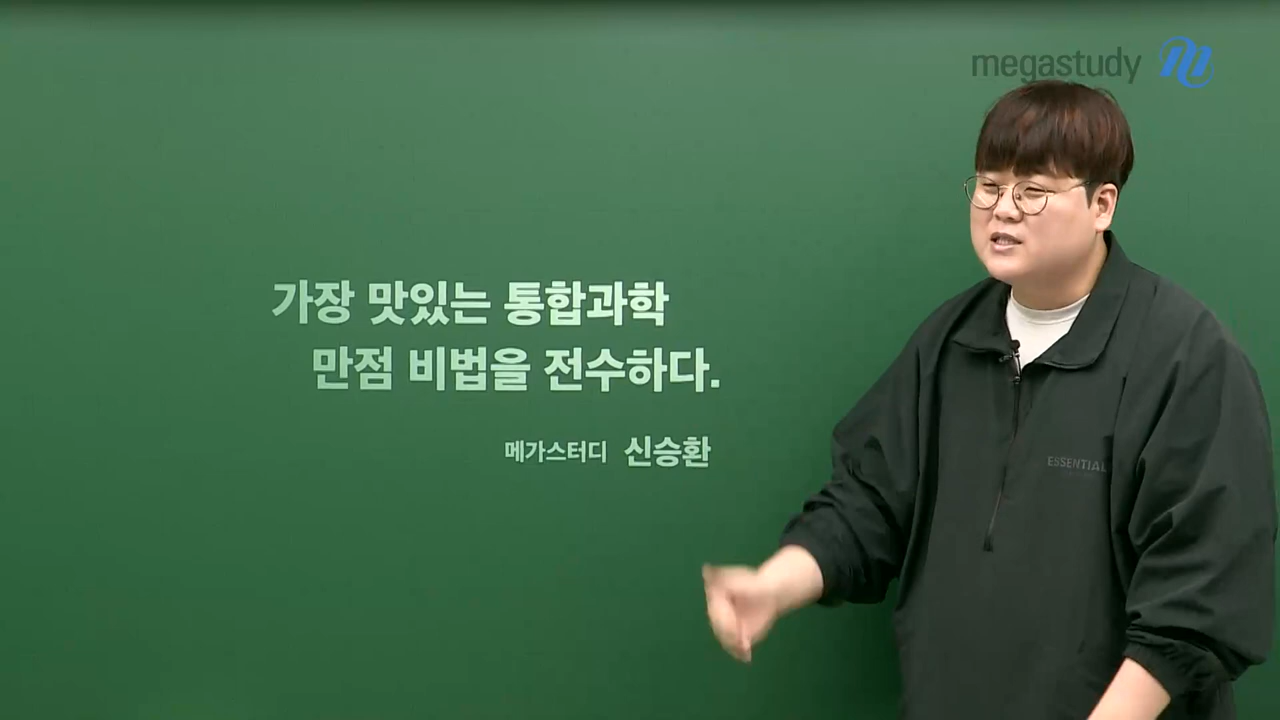 megastudy
가장 맛있는 통합과학
만점 비법을 전수하다.
메가스터디 신승환
ESSENTIAL